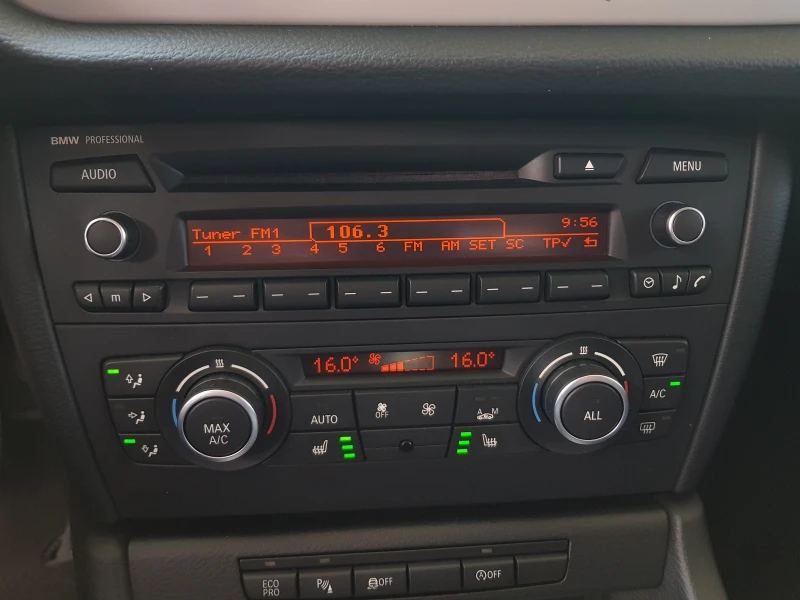 BMW PROFESSIONAL
AUDIO
MENU
Tuner FM1 106.3 9:56
1 2 3 4 5 6 FM AM SET SC TP√
m
16.0° 16.0°
MAX A/C
AUTO
OFF
A M
ALL
A/C
ECO PRO
P
OFF
OFF